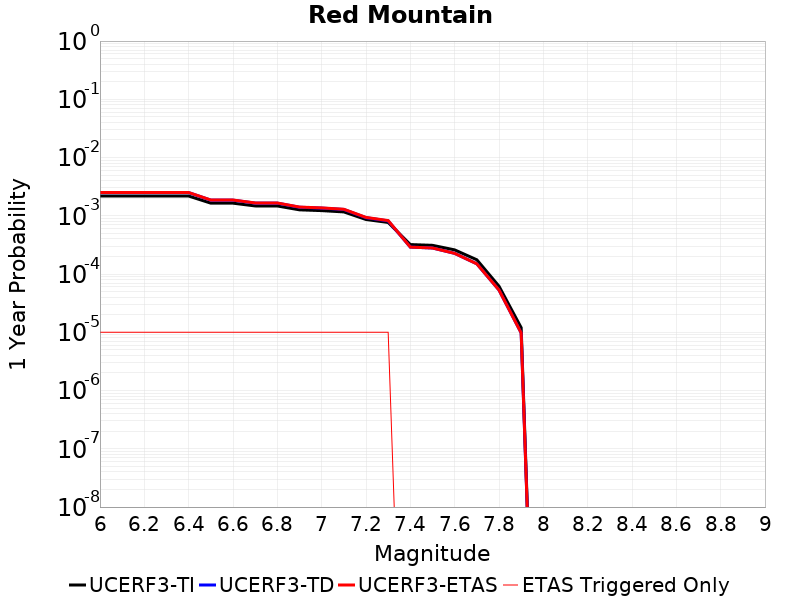 Red Mountain
10^0
10^-1
10^-2
10^-3
10^-4
10^-5
10^-6
10^-7
10^-8
1 Year Probability
6 6.2 6.4 6.6 6.8 7 7.2 7.4 7.6 7.8 8 8.2 8.4 8.6 8.8 9
Magnitude
UCERF3-TI UCERF3-TD UCERF3-ETAS ETAS Triggered Only